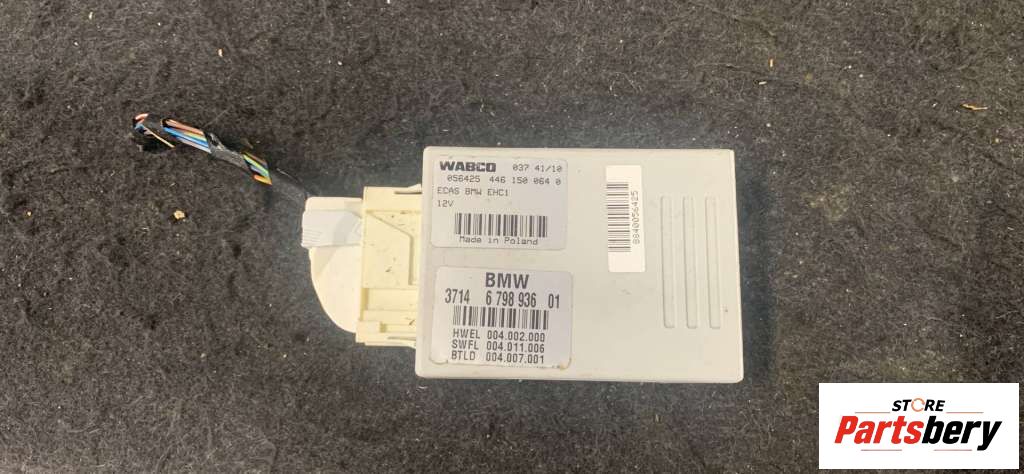 WABCO 037 41/10
056425 446 150 064 0
ECAS BMW EHC1
12V
Made in Poland
8840056425
BMW
3714 6 798 936 01
HWEL 004.002.000
SWFL 004.011.006
BTLD 004.007.001
STORE
Partsbery